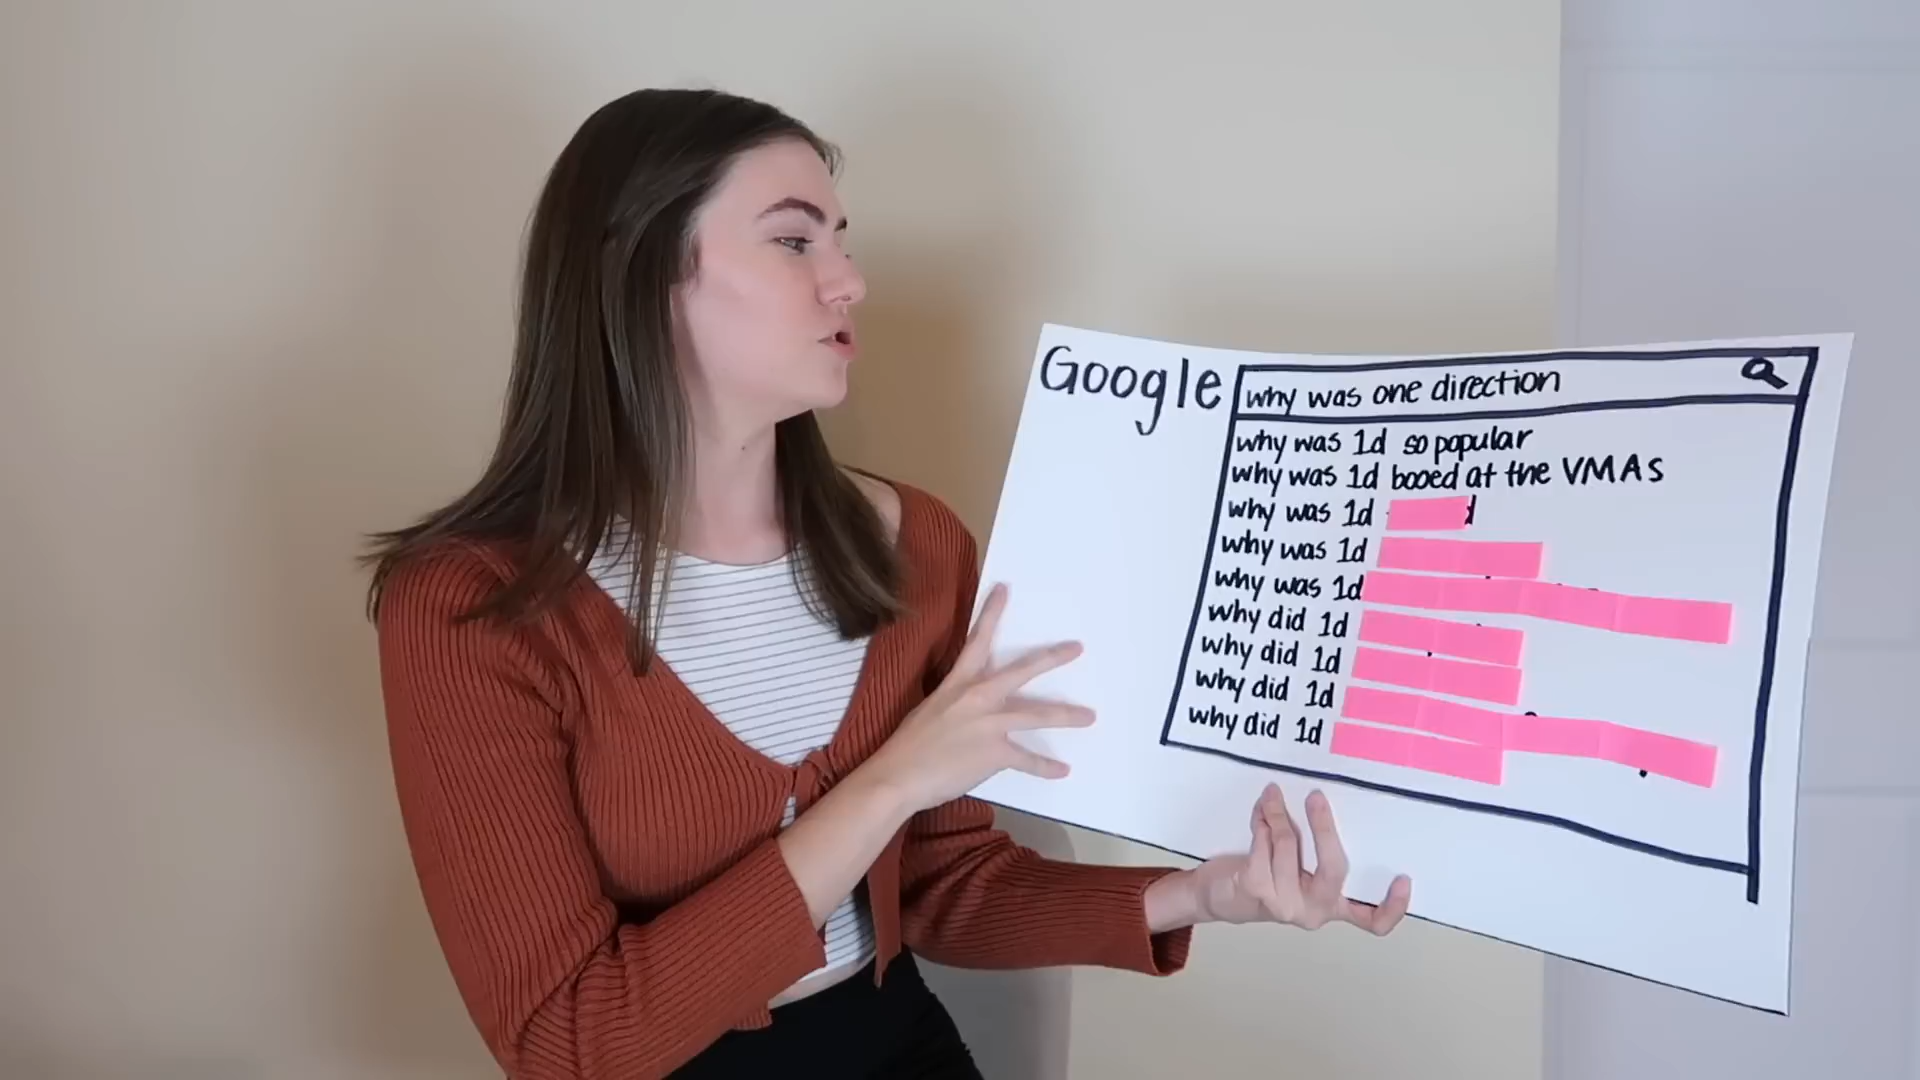 Google
why was one direction
why was 1d so popular
why was 1d booed at the VMAS
why was 1d
why was 1d
why was 1d
why did 1d
why did 1d
why did 1d
why did 1d